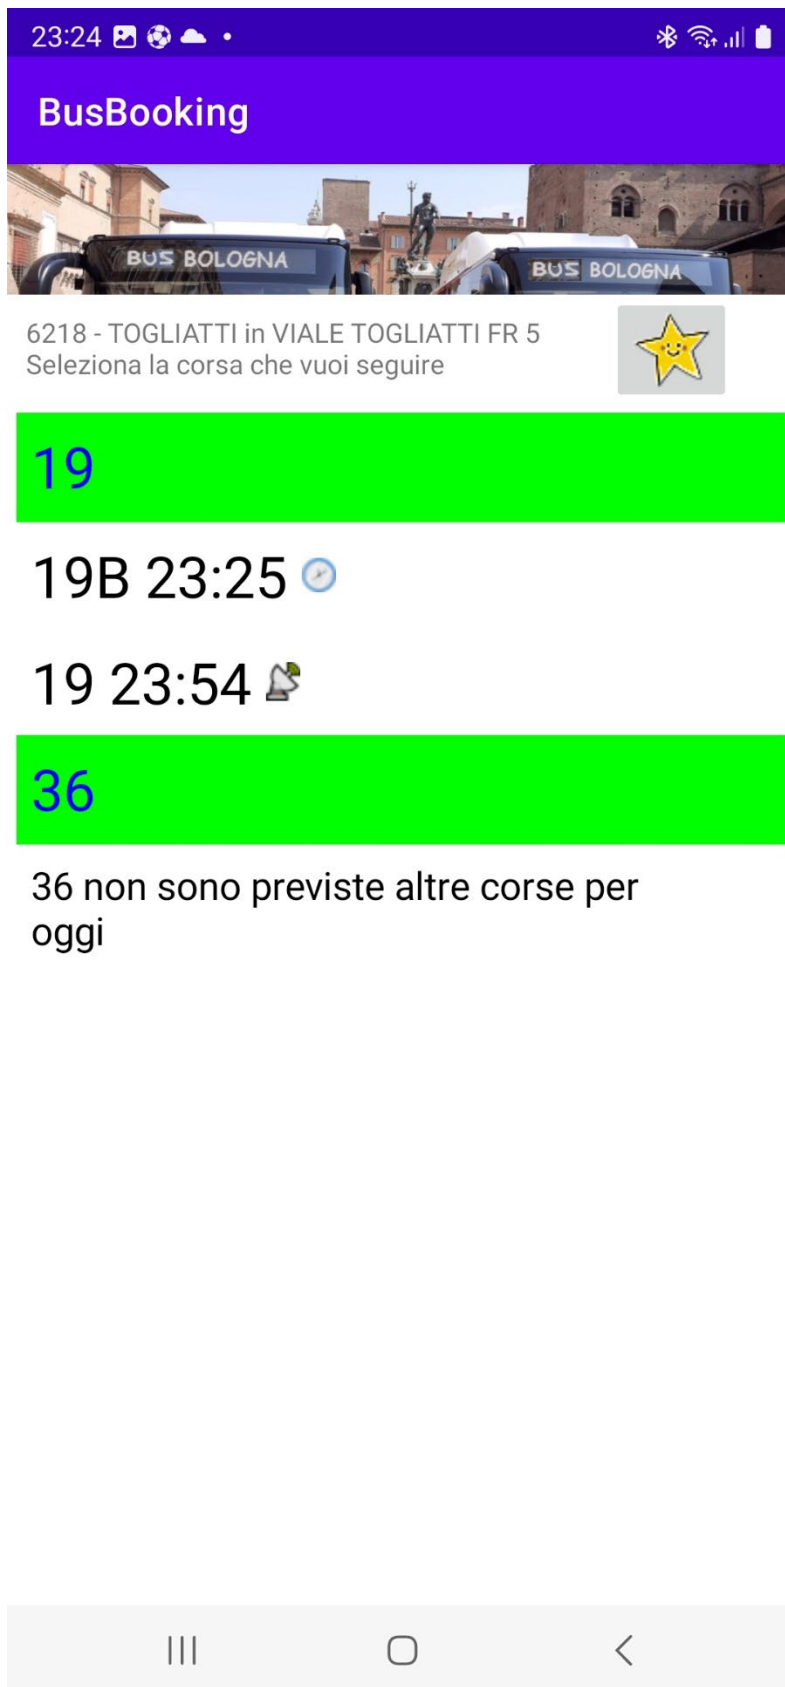 23:24
BusBooking
BUS BOLOGNA
BUS BOLOGNA
6218 - TOGLIATTI in VIALE TOGLIATTI FR 5
Seleziona la corsa che vuoi seguire
19
19B 23:25
19 23:54
36
36 non sono previste altre corse per
oggi